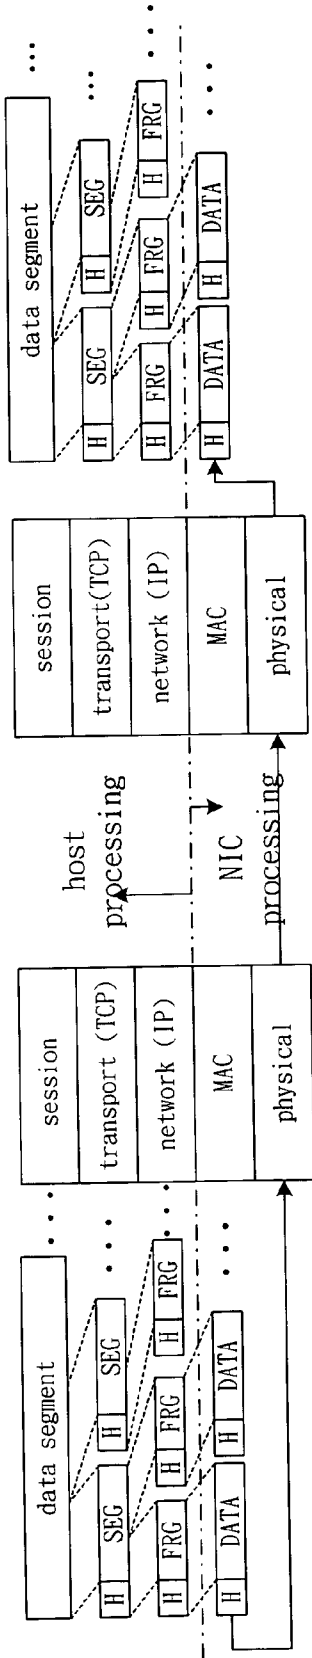 data segment • • •
H SEG H SEG • • •
H FRG H FRG H FRG • • •
H DATA H DATA • • •
session
transport (TCP)
network (IP)
MAC
physical
host
processing
NIC
processing
session
transport(TCP)
network (IP)
MAC
physical
data segment • • •
H SEG H SEG • • •
H FRG H FRG H FRG • • •
H DATA H DATA • • •